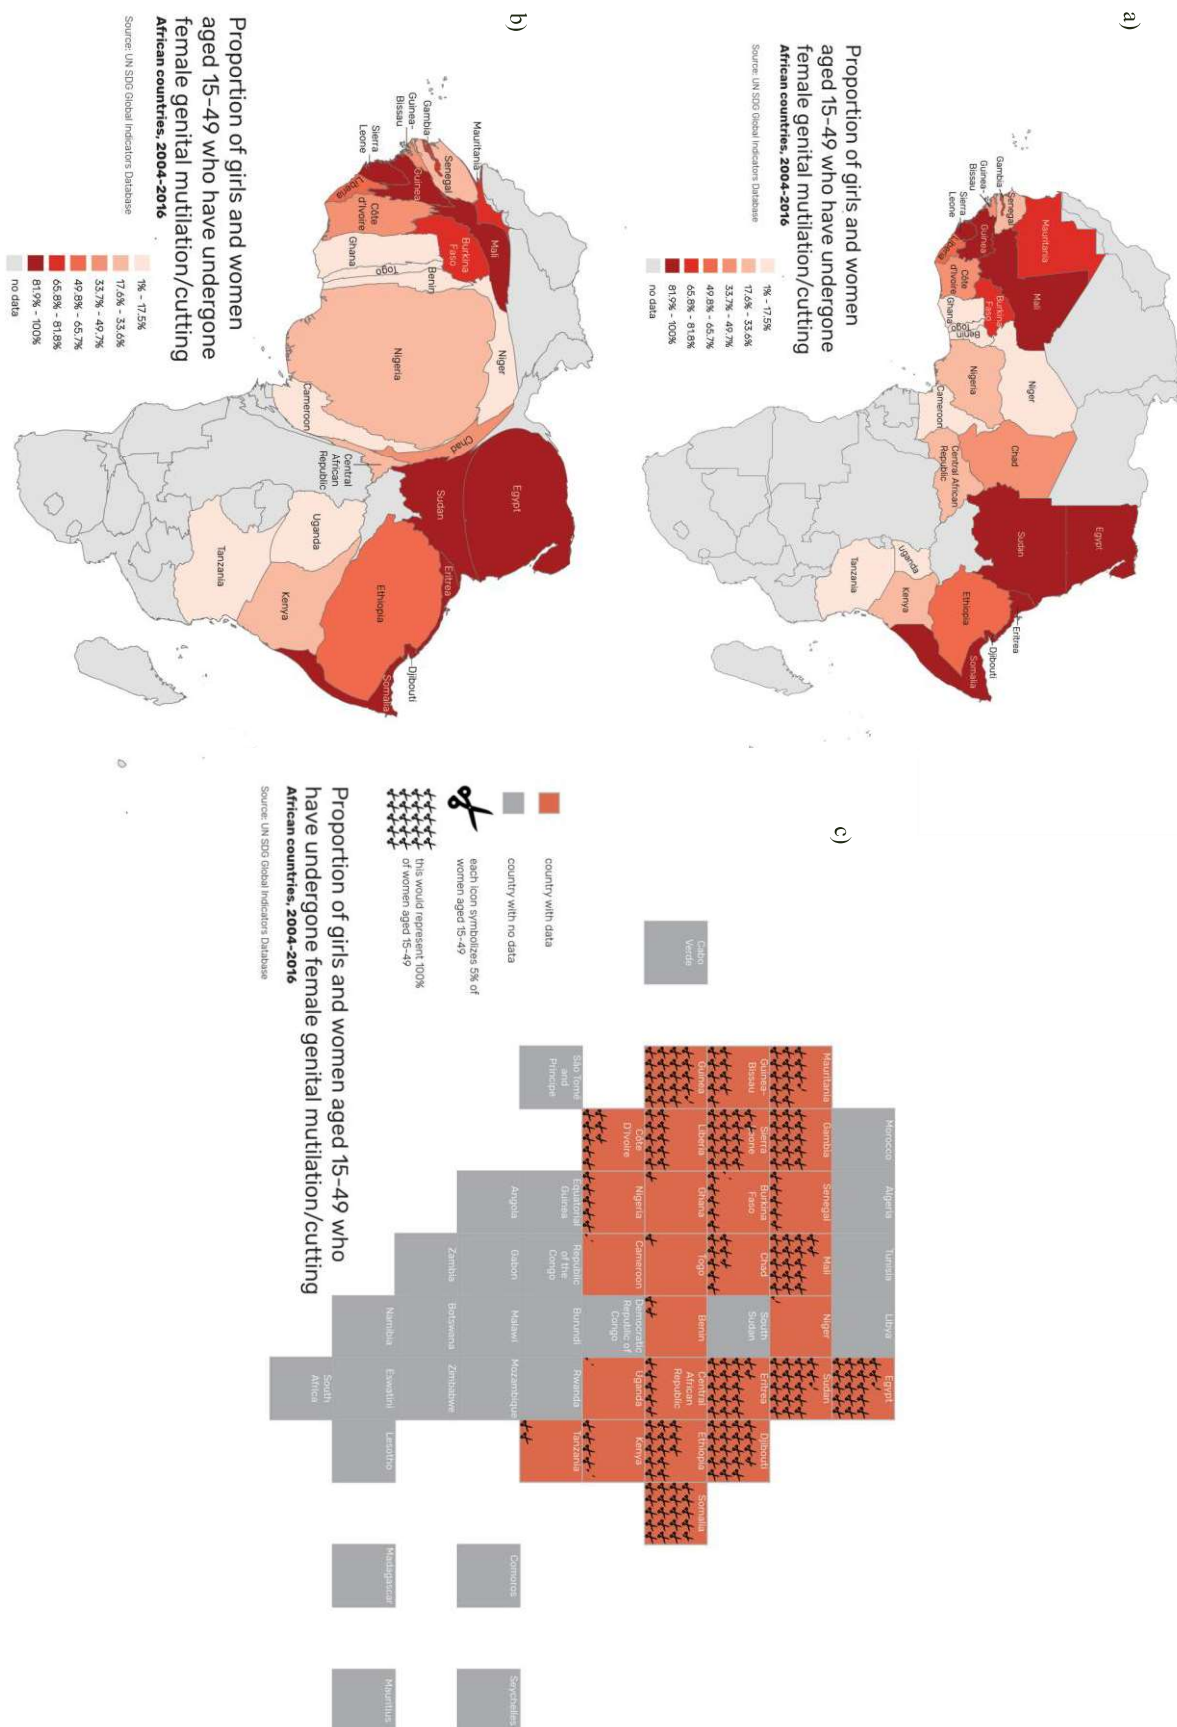 a)
Proportion of girls and women
aged 15-49 who have undergone
female genital mutilation/cutting
African countries, 2004-2016
Source: UN SDG Global Indicators Database
1% - 17.5%
17.6% - 33.6%
33.7% - 49.7%
49.8% - 65.7%
65.8% - 81.8%
81.9% - 100%
no data
Mauritania
Mali
Niger
Chad
Sudan
Egypt
Eritrea
Djibouti
Somalia
Ethiopia
Kenya
Uganda
Tanzania
Central African
Republic
Cameroon
Nigeria
Benin
Togo
Ghana
Burkina
Faso
Côte
d'Ivoire
Liberia
Sierra
Leone
Guinea
Guinea-
Bissau
Gambia
Senegal
b)
Proportion of girls and women
aged 15-49 who have undergone
female genital mutilation/cutting
African countries, 2004-2016
Source: UN SDG Global Indicators Database
1% - 17.5%
17.6% - 33.6%
33.7% - 49.7%
49.8% - 65.7%
65.8% - 81.8%
81.9% - 100%
no data
Mauritania
Senegal
Gambia
Guinea-
Bissau
Guinea
Sierra
Leone
Liberia
Côte
d'Ivoire
Mali
Burkina
Faso
Ghana
Togo
Benin
Niger
Nigeria
Cameroon
Chad
Central
African
Republic
Egypt
Sudan
Eritrea
Djibouti
Somalia
Ethiopia
Uganda
Kenya
Tanzania
c)
Morocco
Algeria
Tunisia
Libya
Egypt
Mauritania
Gambia
Senegal
Mali
Niger
Sudan
Guinea-
Bissau
Sierra
Leone
Burkina
Faso
Chad
South
Sudan
Eritrea
Djibouti
Cabo
Verde
Guinea
Liberia
Ghana
Togo
Benin
Central
African
Republic
Ethiopia
Somalia
Côte
D'Ivoire
Nigeria
Cameroon
Democratic
Republic of
Congo
Uganda
Kenya
São Tomé
and
Príncipe
Equatorial
Guinea
Republic
of the
Congo
Burundi
Rwanda
Tanzania
Angola
Gabon
Malawi
Mozambique
Comoros
Seychelles
Zambia
Botswana
Zimbabwe
Namibia
Eswatini
Lesotho
Madagascar
Mauritius
South
Africa
country with data
country with no data
each icon symbolizes 5% of
women aged 15-49
this would represent 100%
of women aged 15-49
Proportion of girls and women aged 15-49 who
have undergone female genital mutilation/cutting
African countries, 2004-2016
Source: UN SDG Global Indicators Database